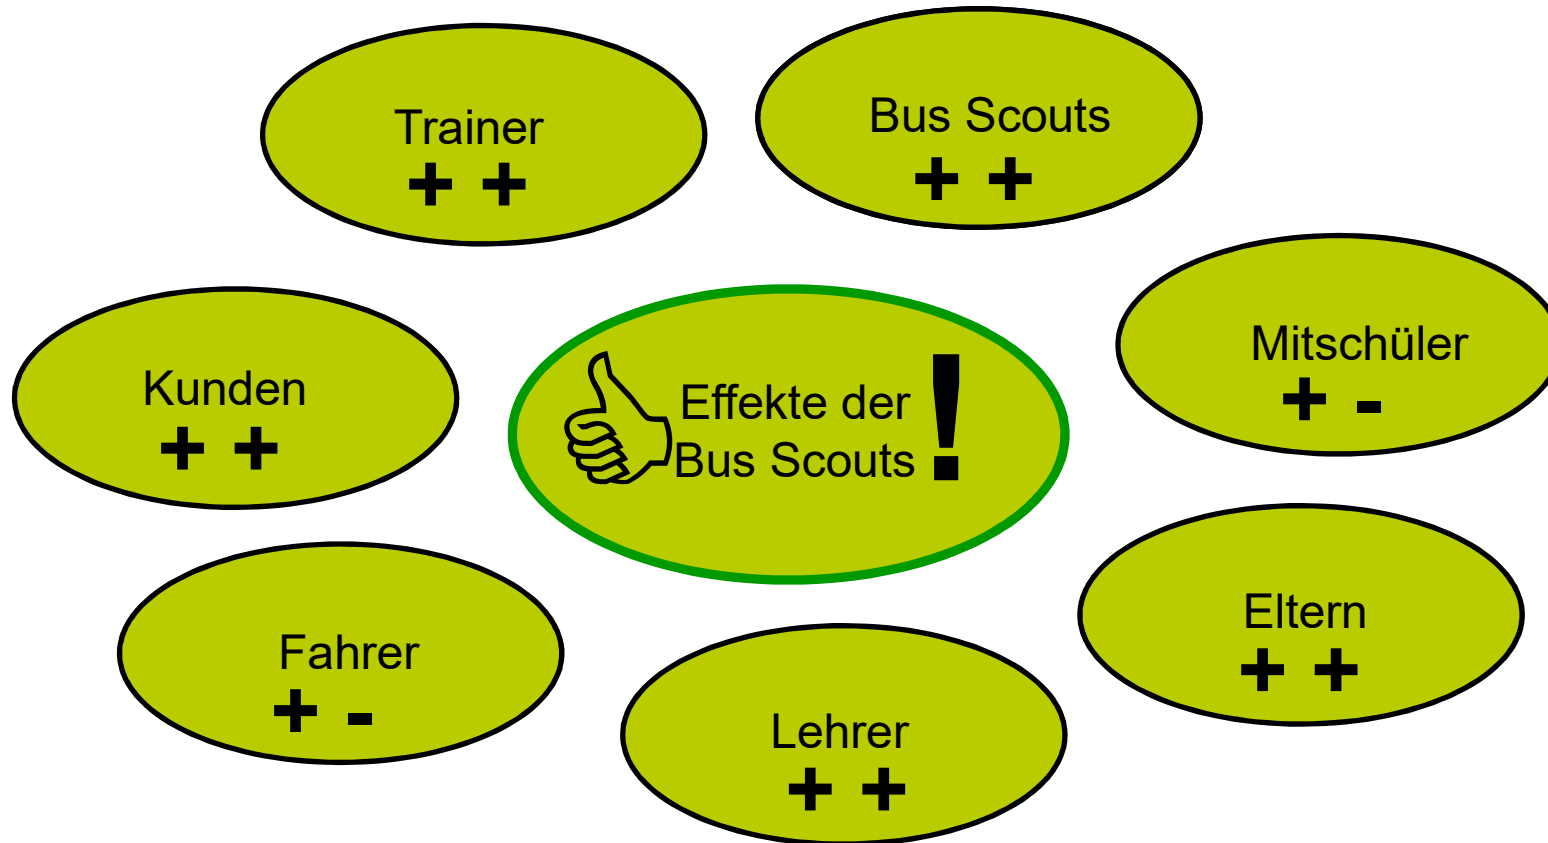 Trainer
+ +
Bus Scouts
+ +
Kunden
+ +
Effekte der
Bus Scouts
!
Mitschüler
+ -
Fahrer
+ -
Lehrer
+ +
Eltern
+ +